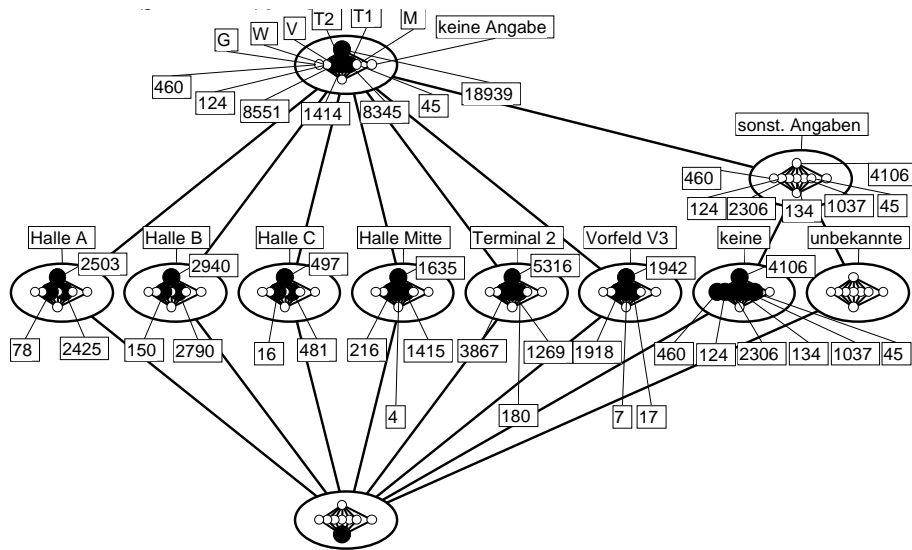 T2 T1
G W V M keine Angabe
460 124 8551 1414 8345 45 18939
sonst. Angaben
460 4106
124 2306 134 1037 45
Halle A Halle B Halle C Halle Mitte Terminal 2 Vorfeld V3 keine unbekannte
2503 2940 497 1635 5316 1942 4106
78 2425 150 2790 16 481 216 1415 3867 1269 1918 460 124 2306 134 1037 45
4 180 7 17